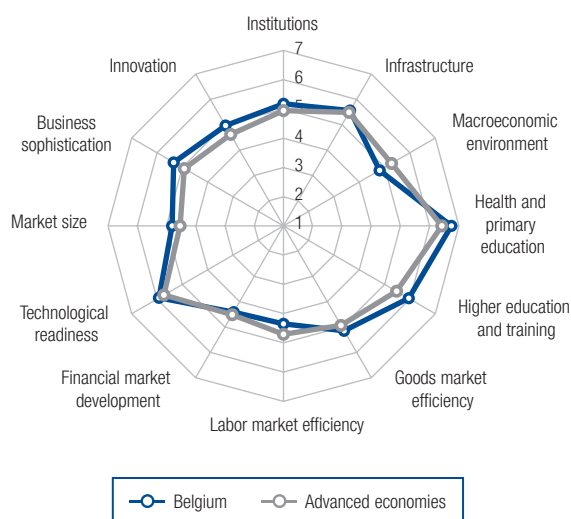 Institutions
7
6
5
4
3
2
1
Infrastructure
Macroeconomic
environment
Health and
primary
education
Higher education
and training
Goods market
efficiency
Labor market efficiency
Financial market
development
Technological
readiness
Market size
Business
sophistication
Innovation
Belgium
Advanced economies